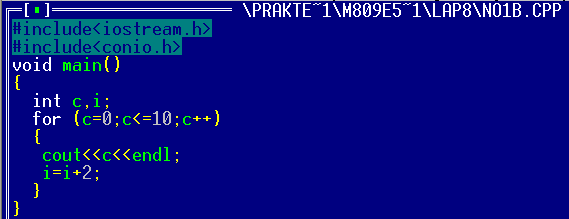 [▪] \PRAKTE~1\M809E5~1\LAP8\NO1B.CPP
#include<iostream.h>
#include<conio.h>
void main()
{
  int c,i;
  for (c=0;c<=10;c++)
  {
   cout<<c<<endl;
   i=i+2;
  }
}